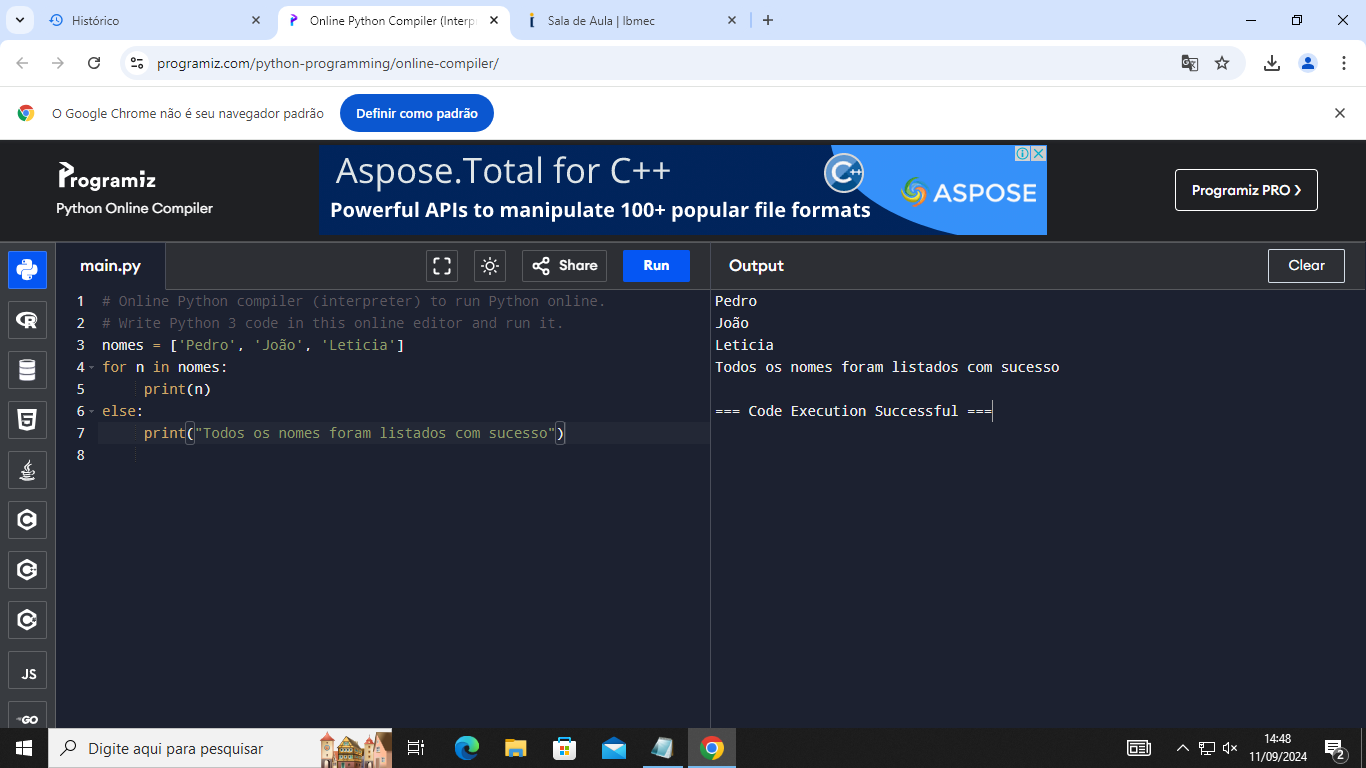 Histórico
Online Python Compiler (Interp
Sala de Aula | Ibmec
programiz.com/python-programming/online-compiler/
O Google Chrome não é seu navegador padrão
Definir como padrão
Programiz
Python Online Compiler
Aspose.Total for C++
Powerful APIs to manipulate 100+ popular file formats
C++
ASPOSE
Programiz PRO
main.py
Share
Run
Output
Clear
1 # Online Python compiler (interpreter) to run Python online.
2 # Write Python 3 code in this online editor and run it.
3 nomes = ['Pedro', 'João', 'Leticia']
4 for n in nomes:
5     print(n)
6 else:
7     print("Todos os nomes foram listados com sucesso")
8
Pedro
João
Leticia
Todos os nomes foram listados com sucesso
=== Code Execution Successful ===
JS
GO
Digite aqui para pesquisar
14:48
11/09/2024
2